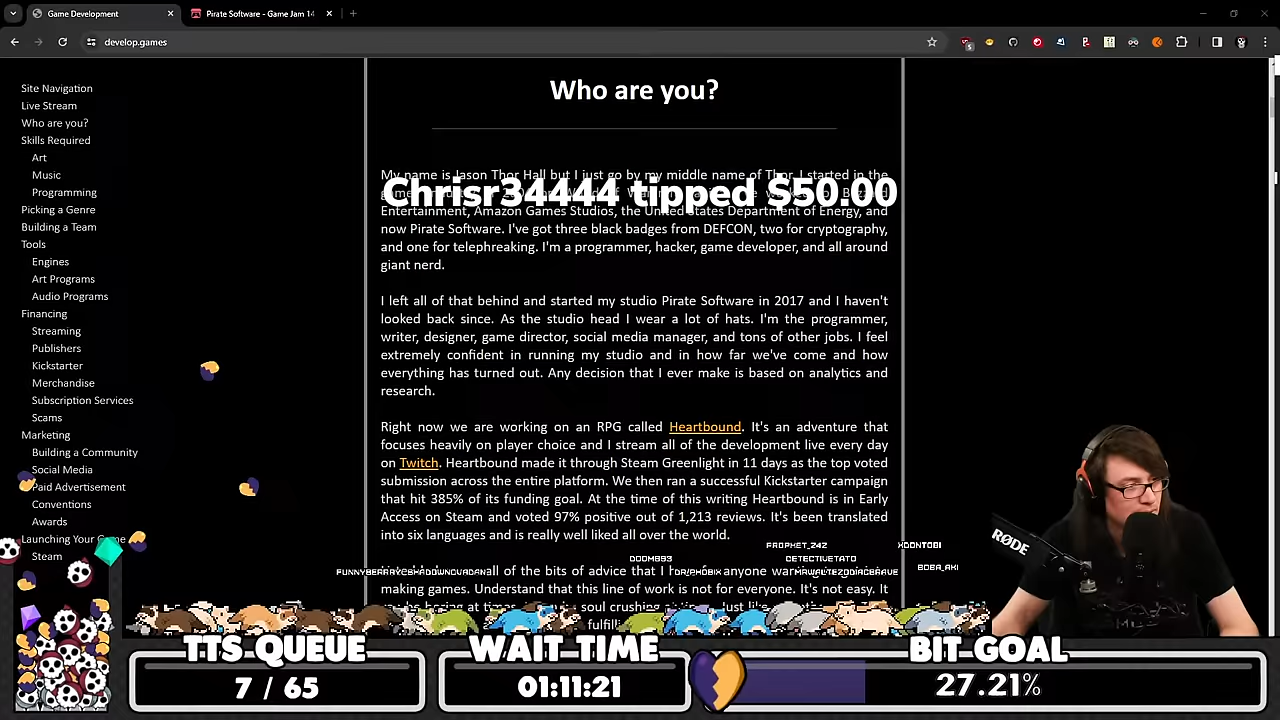 Game Development
Pirate Software - Game Jam 14
develop.games
Site Navigation
Live Stream
Who are you?
Skills Required
Art
Music
Programming
Picking a Genre
Building a Team
Tools
Engines
Art Programs
Audio Programs
Financing
Streaming
Publishers
Kickstarter
Merchandise
Subscription Services
Scams
Marketing
Building a Community
Social Media
Paid Advertisement
Conventions
Awards
Launching Your Game
Steam
Who are you?
My name is Jason Thor Hall but I just go by my middle name of Thor. I started in the
Chrisr34444 tipped $50.00
Entertainment, Amazon Games Studios, the United States Department of Energy, and
now Pirate Software. I've got three black badges from DEFCON, two for cryptography,
and one for telephreaking. I'm a programmer, hacker, game developer, and all around
giant nerd.
I left all of that behind and started my studio Pirate Software in 2017 and I haven't
looked back since. As the studio head I wear a lot of hats. I'm the programmer,
writer, designer, game director, social media manager, and tons of other jobs. I feel
extremely confident in running my studio and in how far we've come and how
everything has turned out. Any decision that I ever make is based on analytics and
research.
Right now we are working on an RPG called Heartbound. It's an adventure that
focuses heavily on player choice and I stream all of the development live every day
on Twitch. Heartbound made it through Steam Greenlight in 11 days as the top voted
submission across the entire platform. We then ran a successful Kickstarter campaign
that hit 385% of its funding goal. At the time of this writing Heartbound is in Early
Access on Steam and voted 97% positive out of 1,213 reviews. It's been translated
into six languages and is really well liked all over the world.
PROPHET_242
XDONTOBI
DOOM893
DETECTIVETATO
BOBA_AKI
all of the bits of advice that I
anyone
making games. Understand that this line of work is not for everyone. It's not easy. It
at times
soul crushing
RØDE
TTS QUEUE
7 / 65
WAIT TIME
01:11:21
BIT GOAL
27.21%